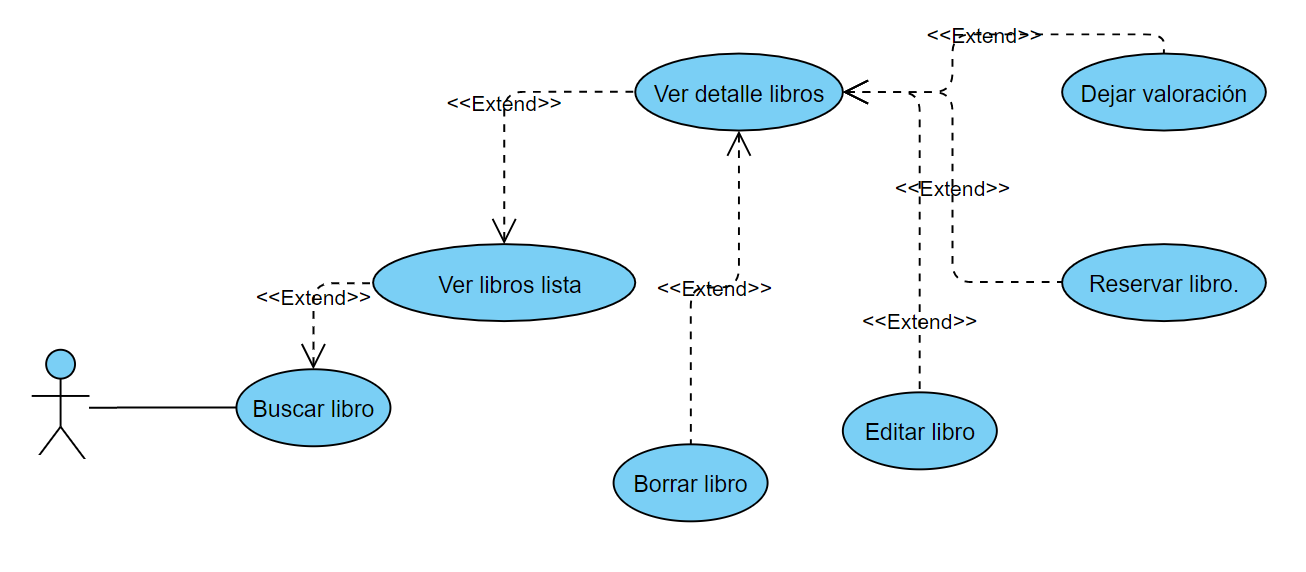 <<Extend>>
Ver detalle libros
Dejar valoración
<<Extend>>
<<Extend>>
Ver libros lista
Reservar libro.
<<Extend>>
<<Extend>>
<<Extend>>
Buscar libro
Editar libro
Borrar libro